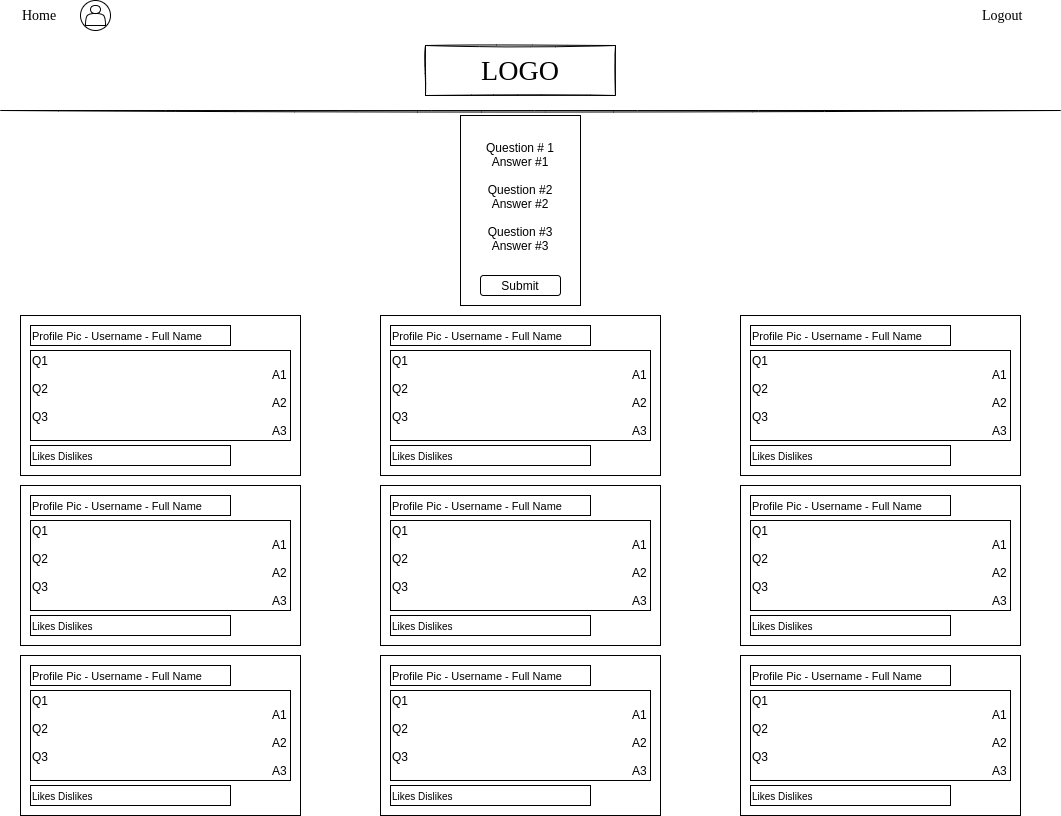 Home
Logout
LOGO
Question # 1
Answer #1
Question #2
Answer #2
Question #3
Answer #3
Submit
Profile Pic - Username - Full Name
Q1
A1
Q2
A2
Q3
A3
Likes Dislikes
Profile Pic - Username - Full Name
Q1
A1
Q2
A2
Q3
A3
Likes Dislikes
Profile Pic - Username - Full Name
Q1
A1
Q2
A2
Q3
A3
Likes Dislikes
Profile Pic - Username - Full Name
Q1
A1
Q2
A2
Q3
A3
Likes Dislikes
Profile Pic - Username - Full Name
Q1
A1
Q2
A2
Q3
A3
Likes Dislikes
Profile Pic - Username - Full Name
Q1
A1
Q2
A2
Q3
A3
Likes Dislikes
Profile Pic - Username - Full Name
Q1
A1
Q2
A2
Q3
A3
Likes Dislikes
Profile Pic - Username - Full Name
Q1
A1
Q2
A2
Q3
A3
Likes Dislikes
Profile Pic - Username - Full Name
Q1
A1
Q2
A2
Q3
A3
Likes Dislikes